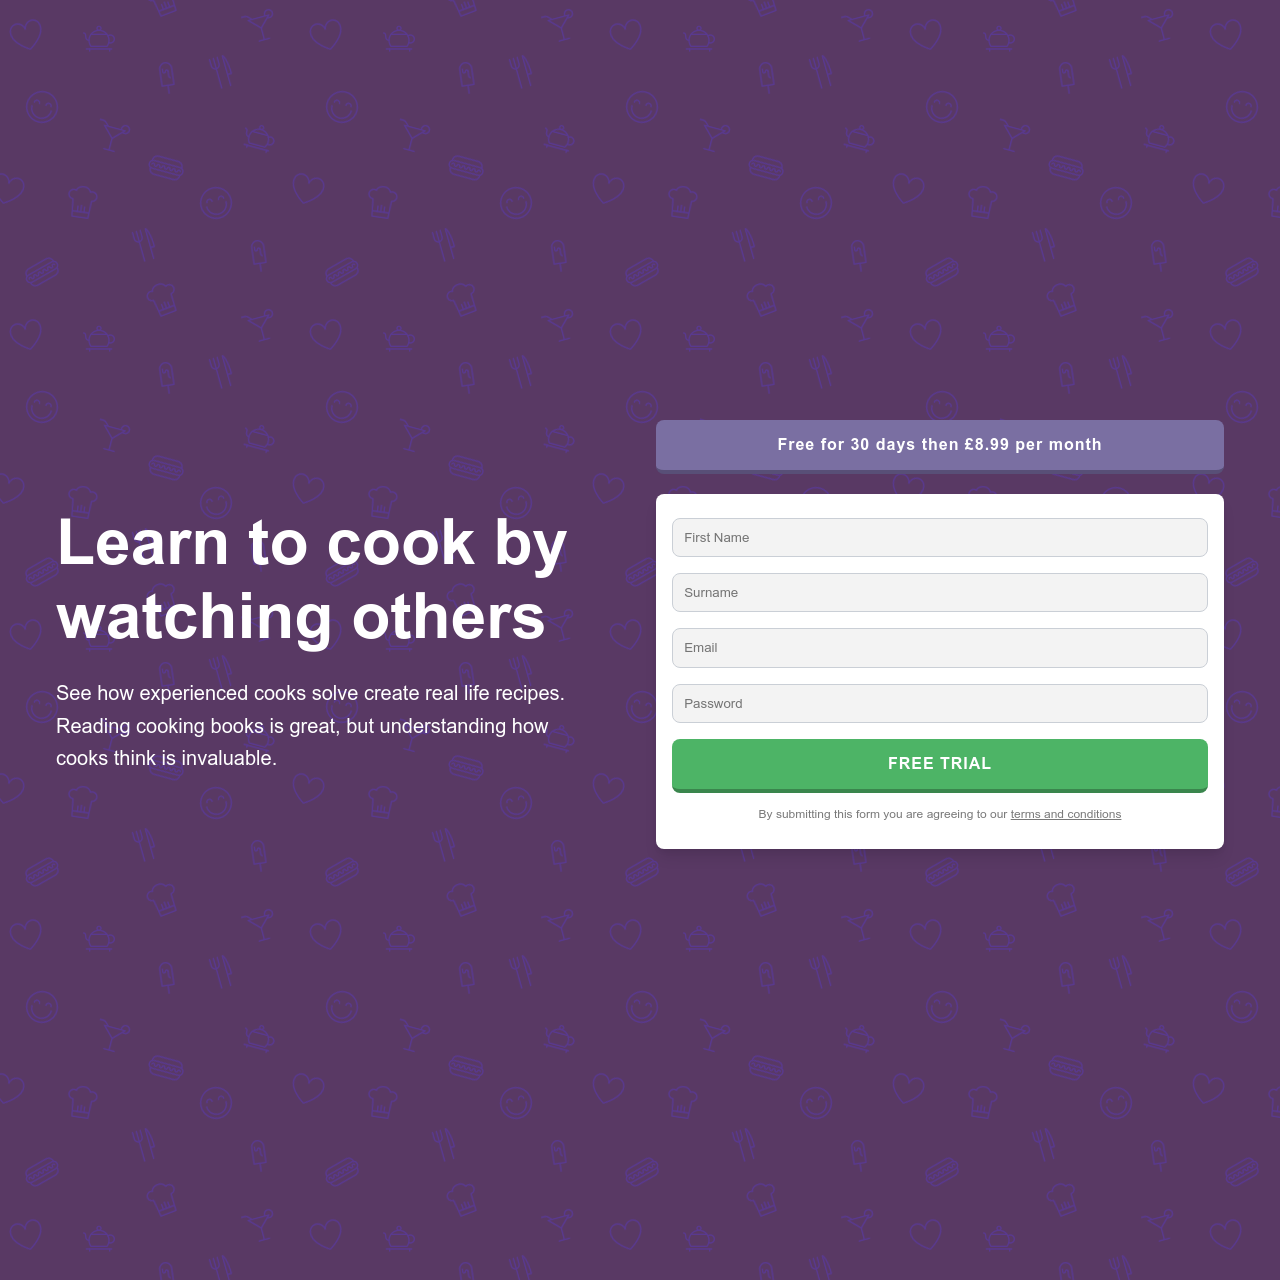 Learn to cook by
watching others
See how experienced cooks solve create real life recipes.
Reading cooking books is great, but understanding how
cooks think is invaluable.
Free for 30 days then £8.99 per month
First Name
Surname
Email
Password
FREE TRIAL
By submitting this form you are agreeing to our terms and conditions